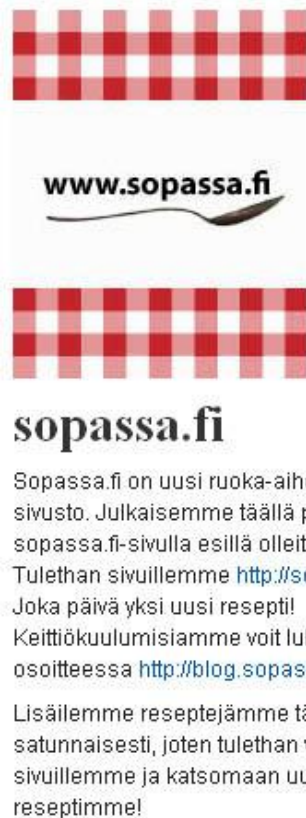 www.sopassa.fi
sopassa.fi
Sopassa.fi on uusi ruoka-aih
sivusto. Julkaisemme täällä p
sopassa.fi-sivulla esillä olleit
Tulethan sivuillemme http://s
Joka päivä yksi uusi resepti!
Keittiökuulumisiamme voit lu
osoitteessa http://blog.sopas
Lisäilemme reseptejämme tä
satunnaisesti, joten tulethan
sivuillemme ja katsomaan uu
reseptimme!